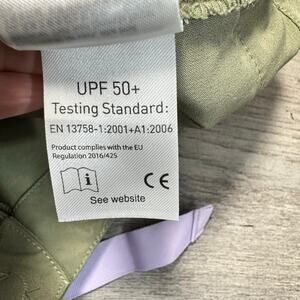 UPF 50+
Testing Standard:
EN 13758-1:2001+A1:2006
Product complies with the EU
Regulation 2016/425
i
CE
See website